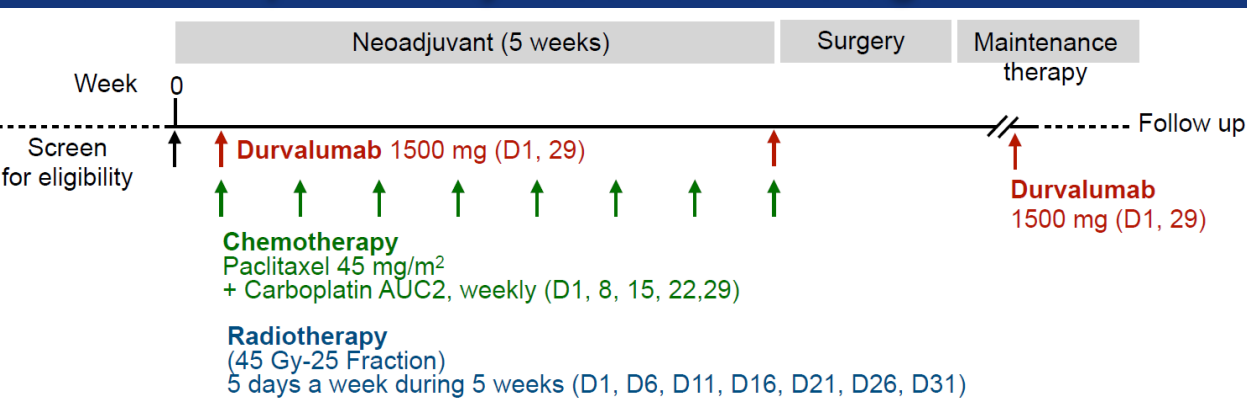 Neoadjuvant (5 weeks)
Surgery
Maintenance
therapy
Week
0
Screen
for eligibility
Durvalumab 1500 mg (D1, 29)
Follow up
Durvalumab
1500 mg (D1, 29)
Chemotherapy
Paclitaxel 45 mg/m²
+ Carboplatin AUC2, weekly (D1, 8, 15, 22,29)
Radiotherapy
(45 Gy-25 Fraction)
5 days a week during 5 weeks (D1, D6, D11, D16, D21, D26, D31)